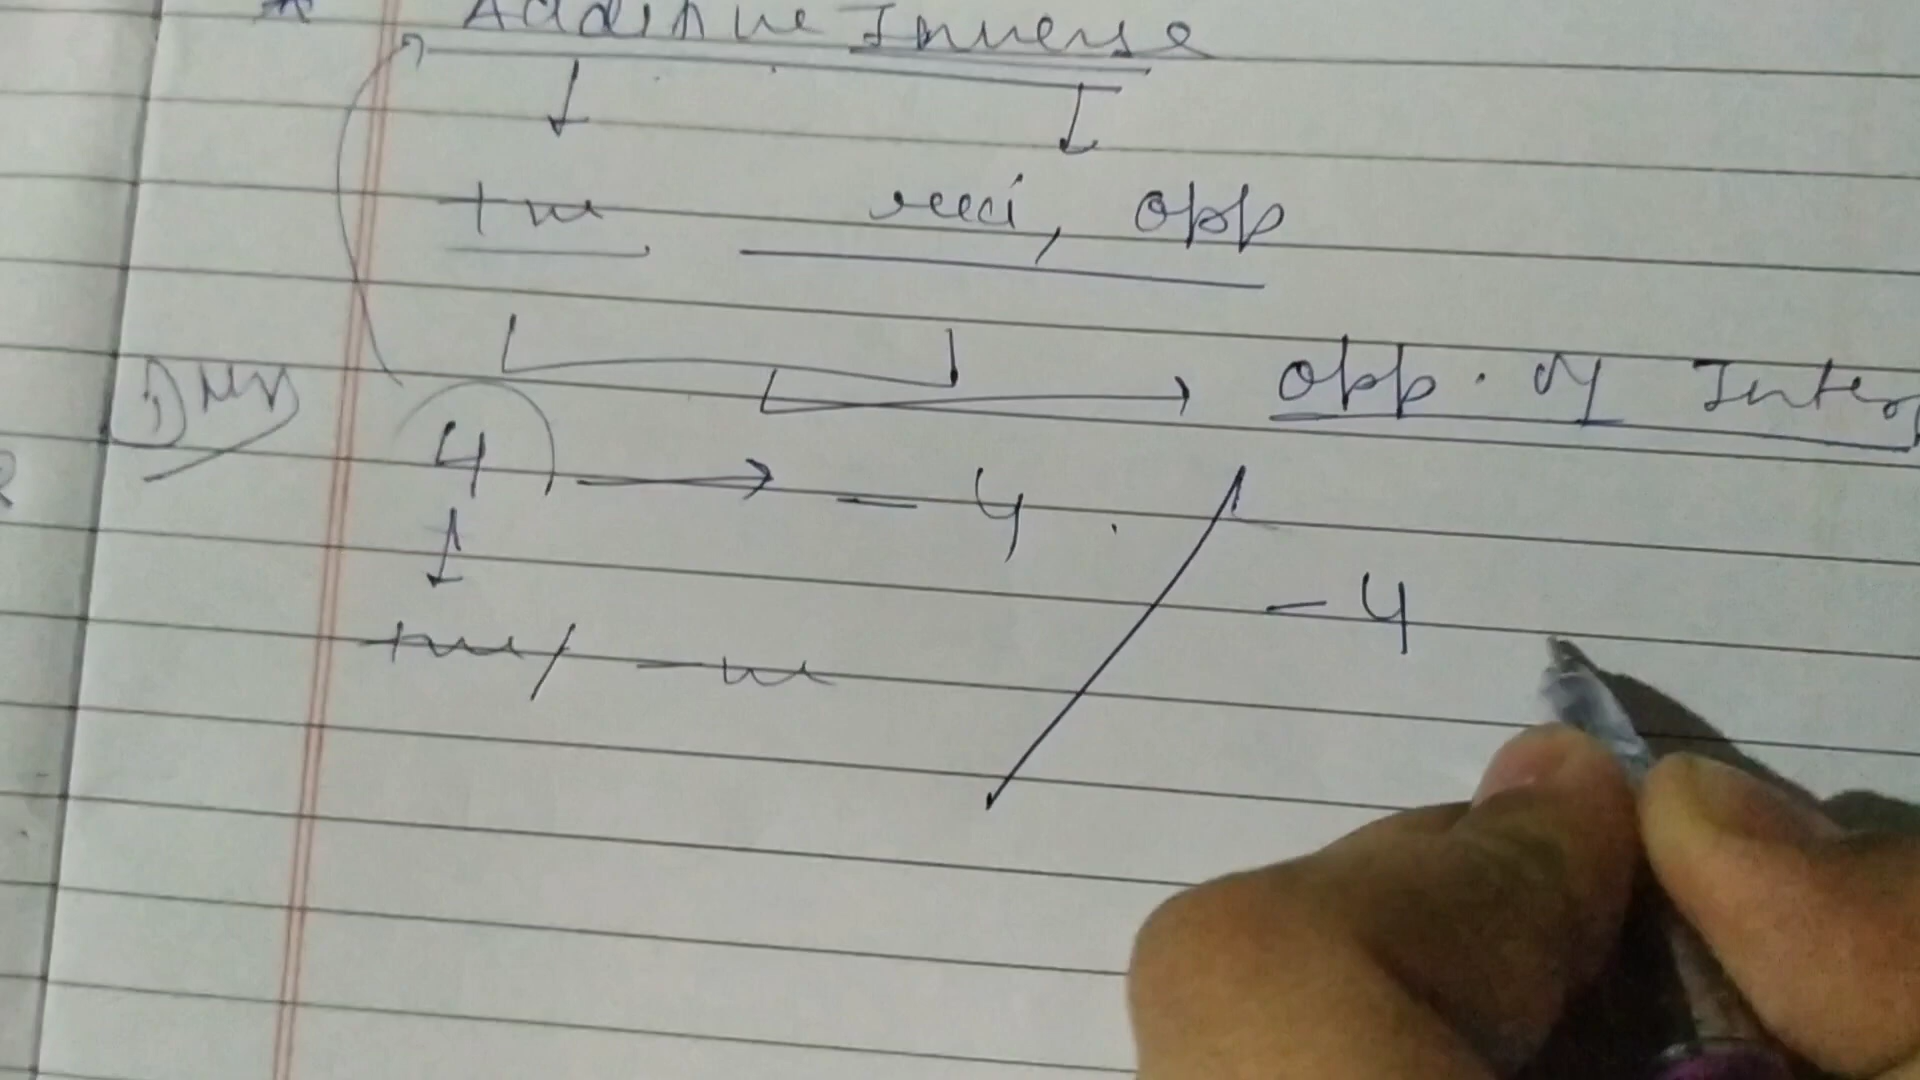 Additive Inverse
+ve reci, opp
opp. of Integ
4 → - 4
- 4
+ve / -ve